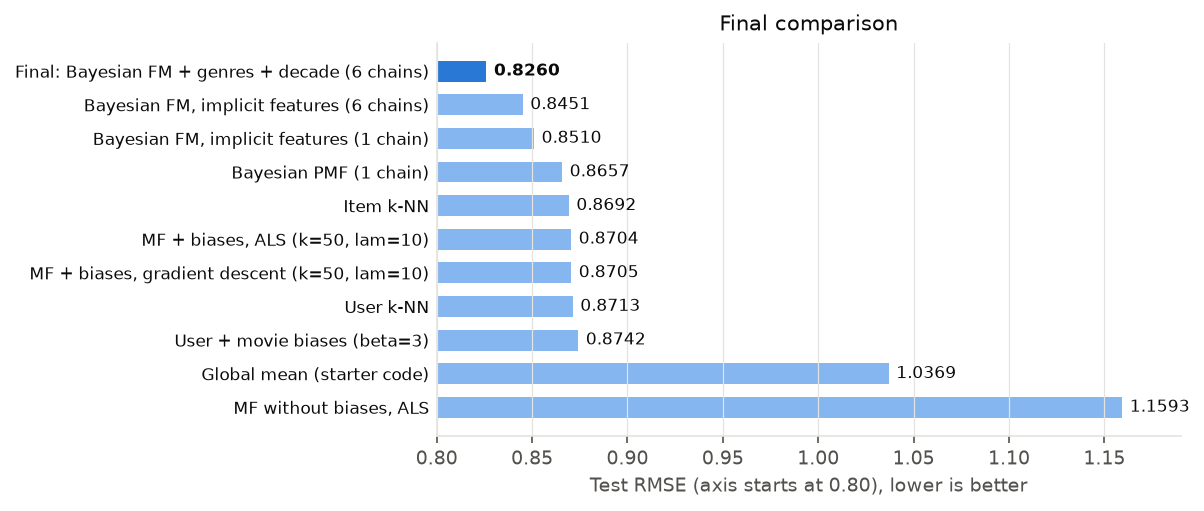 Final comparison
Final: Bayesian FM + genres + decade (6 chains) 0.8260
Bayesian FM, implicit features (6 chains) 0.8451
Bayesian FM, implicit features (1 chain) 0.8510
Bayesian PMF (1 chain) 0.8657
Item k-NN 0.8692
MF + biases, ALS (k=50, lam=10) 0.8704
MF + biases, gradient descent (k=50, lam=10) 0.8705
User k-NN 0.8713
User + movie biases (beta=3) 0.8742
Global mean (starter code) 1.0369
MF without biases, ALS 1.1593
0.80 0.85 0.90 0.95 1.00 1.05 1.10 1.15
Test RMSE (axis starts at 0.80), lower is better